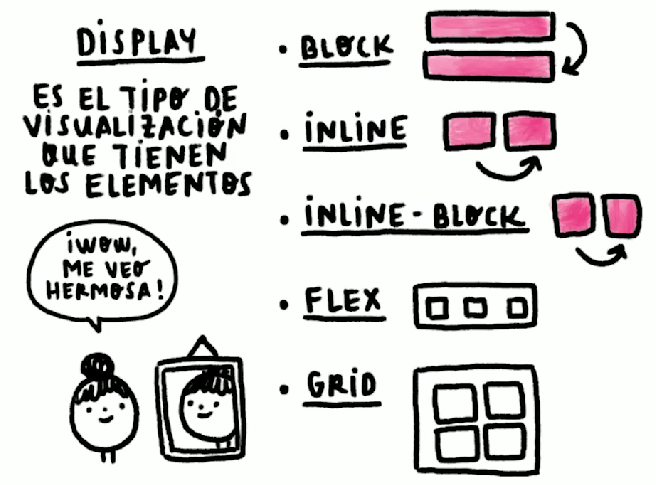 DISPLAY
ES EL TIPO DE
VISUALIZACIÓN
QUE TIENEN
LOS ELEMENTOS
¡WOW,
ME VEO
HERMOSA!
• BLOCK
• INLINE
• INLINE-BLOCK
• FLEX
• GRID